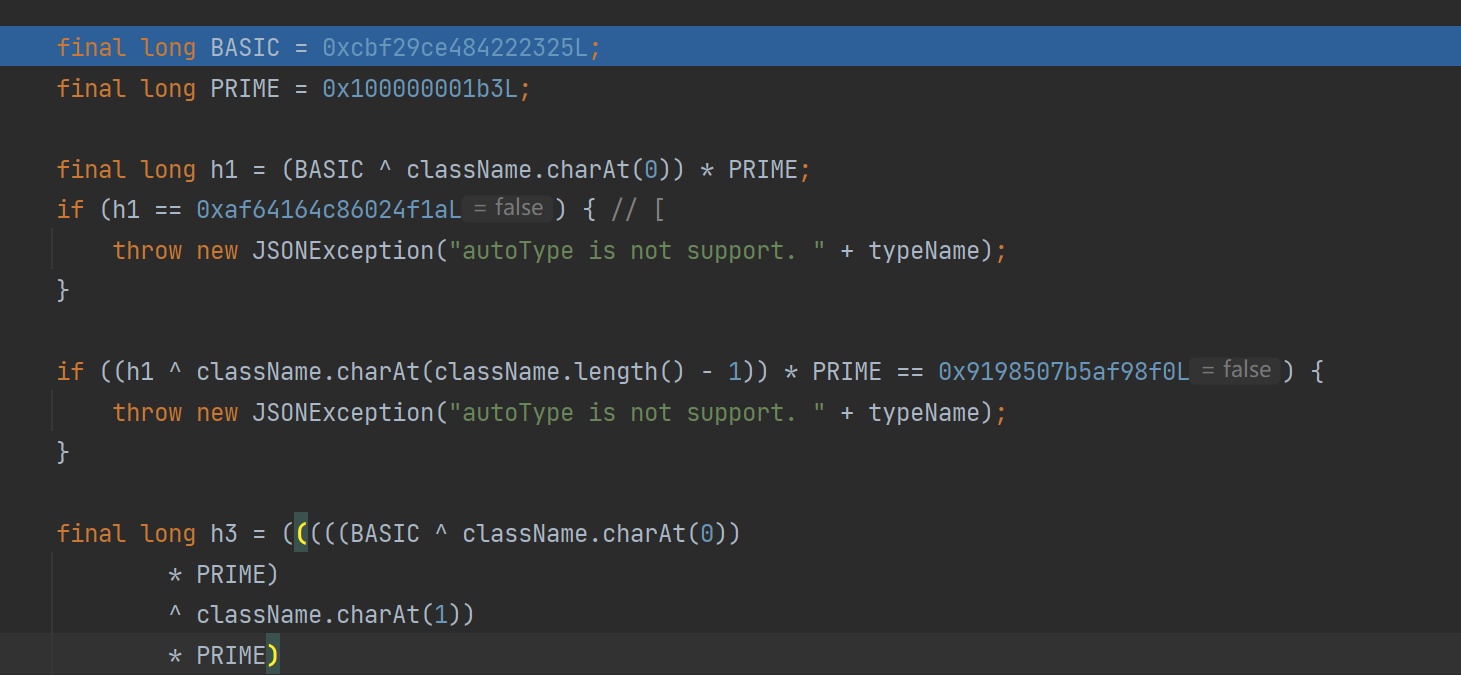 final long BASIC = 0xcbf29ce484222325L;
final long PRIME = 0x100000001b3L;
final long h1 = (BASIC ^ className.charAt(0)) * PRIME;
if (h1 == 0xaf64164c86024f1aL = false ) { // [
throw new JSONException("autoType is not support. " + typeName);
}
if ((h1 ^ className.charAt(className.length() - 1)) * PRIME == 0x9198507b5af98f0L = false ) {
throw new JSONException("autoType is not support. " + typeName);
}
final long h3 = (((((BASIC ^ className.charAt(0))
* PRIME)
^ className.charAt(1))
* PRIME)